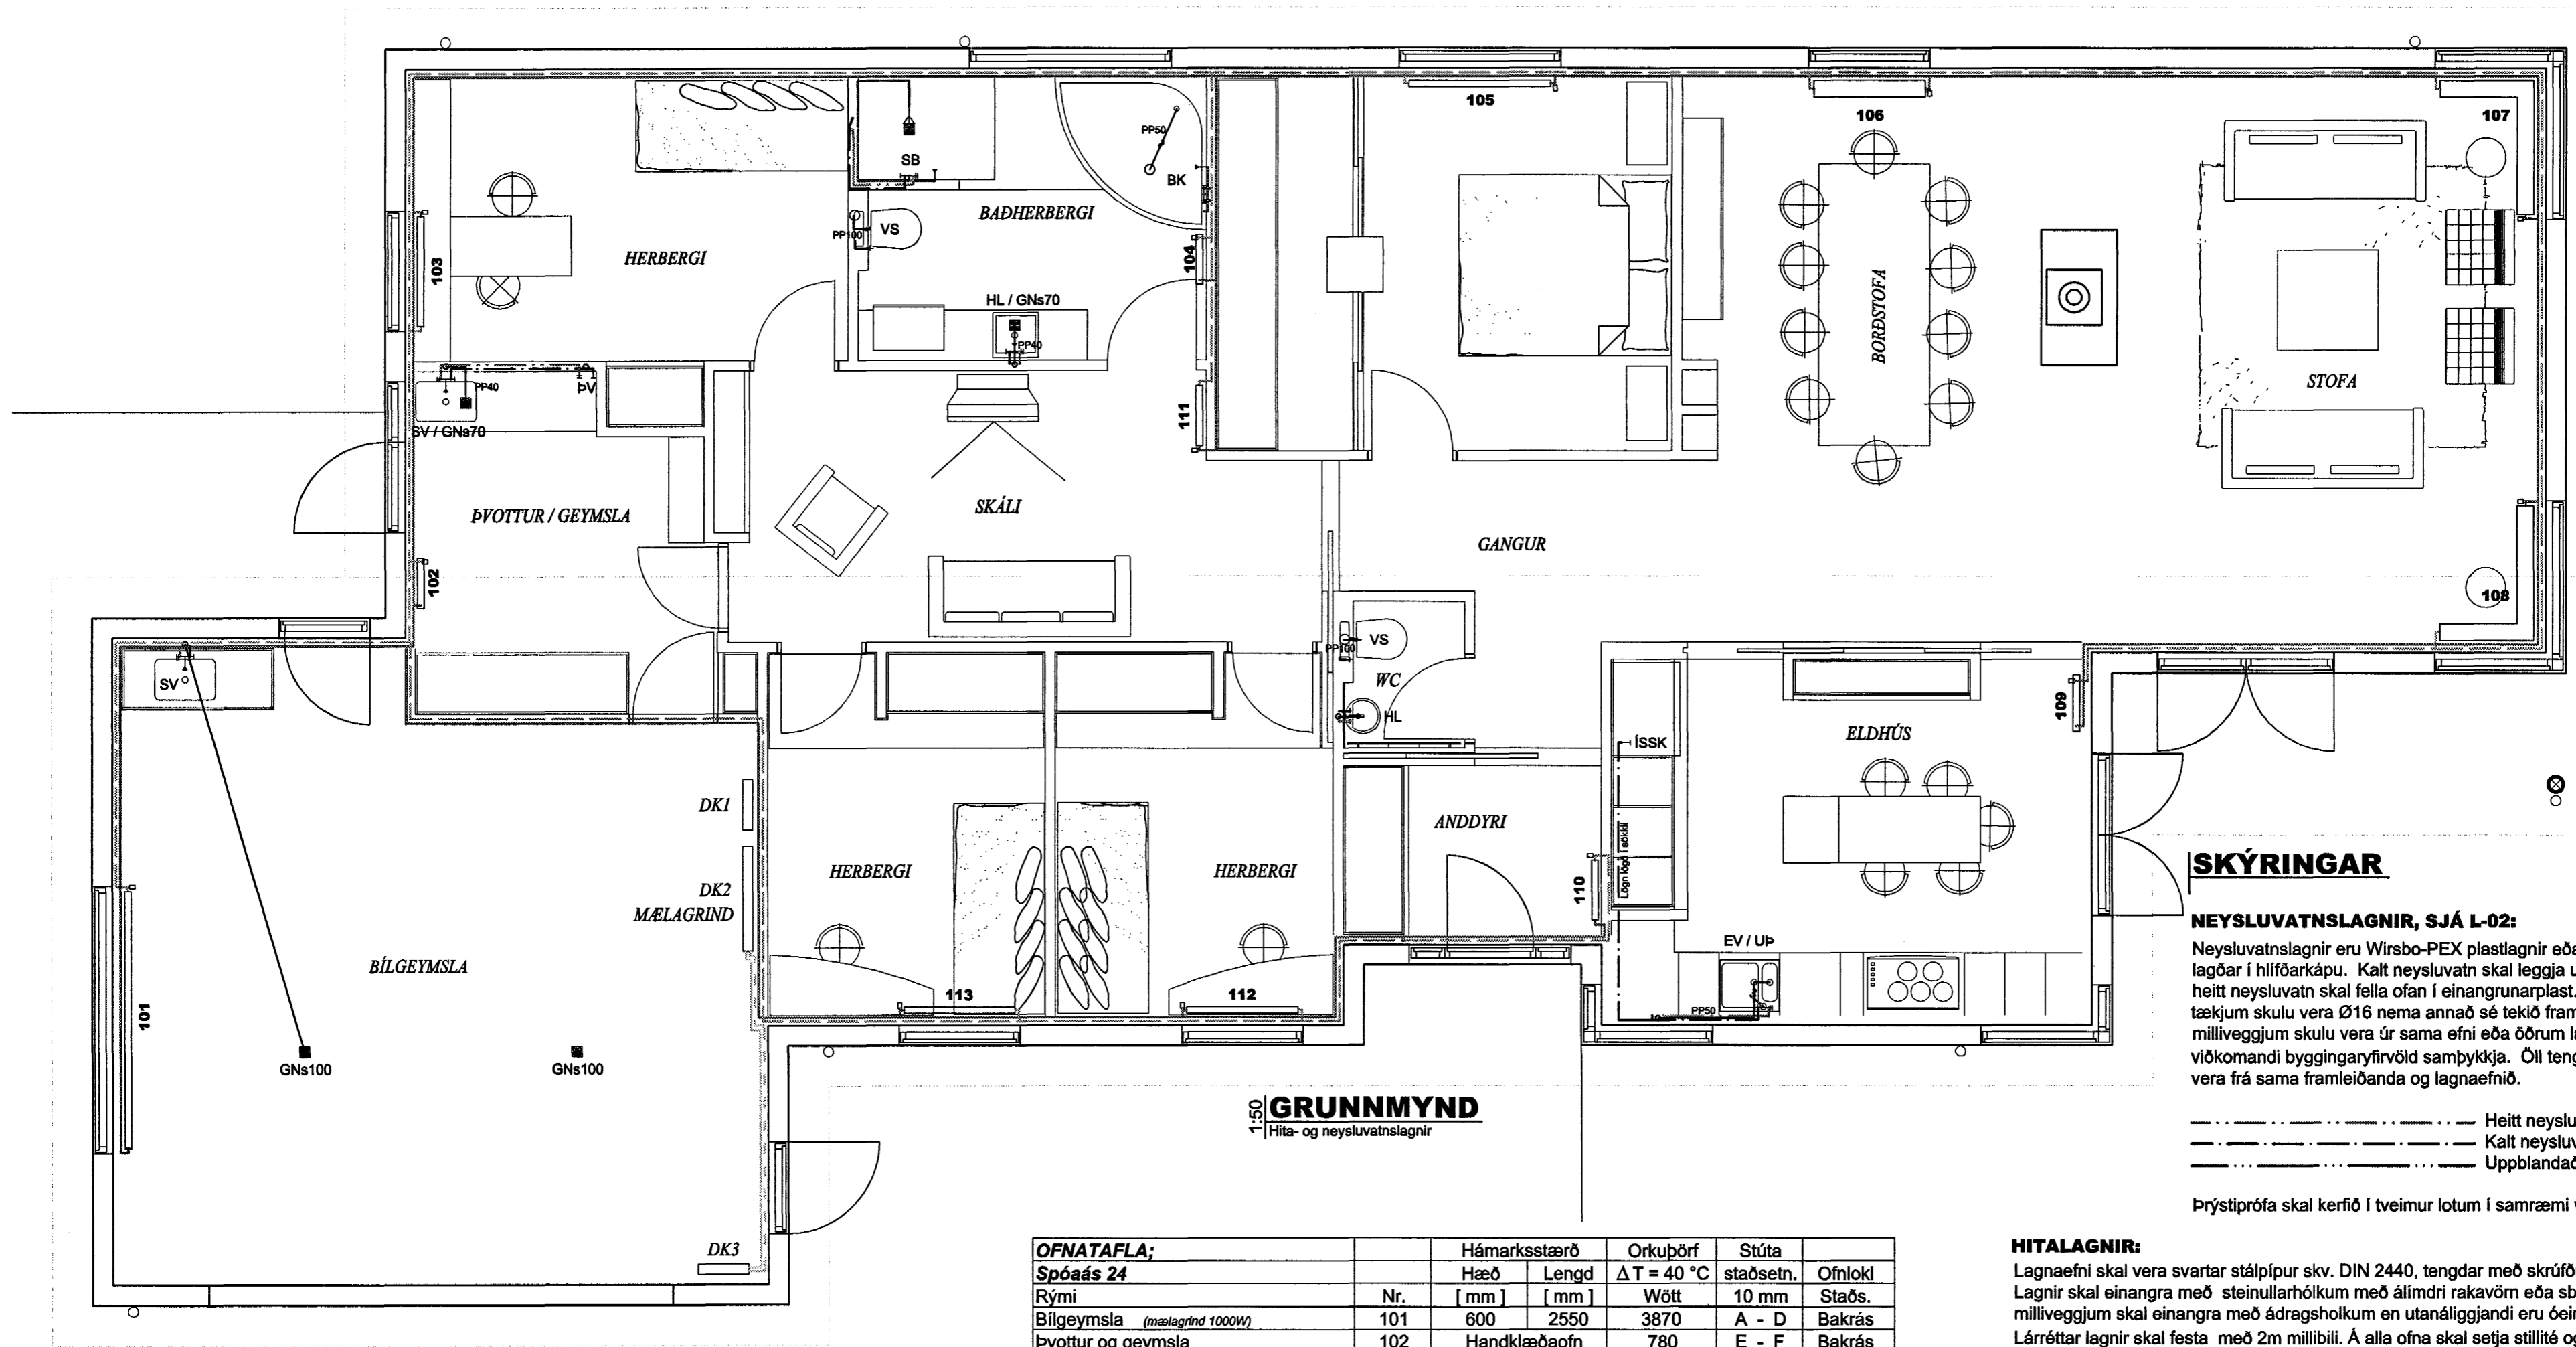 105
106
107
PP50
SB
BK
BAÐHERBERGI
VS
PP100
HERBERGI
103
104
HL / GNs70
PP40
BORÐSTOFA
STOFA
PP40
ÞV
SV / GNs70
111
SKÁLI
ÞVOTTUR / GEYMSLA
GANGUR
102
108
VS
PP100
SV
WC
HL
109
ELDHÚS
ÍSSK
DK1
ANDDYRI
HERBERGI
HERBERGI
110
Lögn lögð í sökkli
DK2
MÆLAGRIND
EV / UÞ
BÍLGEYMSLA
101
113
112
PP50
GNs100
GNs100
DK3
1:50
GRUNNMYND
Hita- og neysluvatnslagnir
SKÝRINGAR
NEYSLUVATNSLAGNIR, SJÁ L-02:
Neysluvatnslagnir eru Wirsbo-PEX plastlagnir eða
lagðar í hlífðarkápu. Kalt neysluvatn skal leggja u
heitt neysluvatn skal fella ofan í einangrunarplast.
tækjum skulu vera Ø16 nema annað sé tekið fram
milliveggjum skulu vera úr sama efni eða öðrum la
viðkomandi byggingaryfirvöld samþykkja. Öll teng
vera frá sama framleiðanda og lagnaefnið.
Heitt neyslu
Kalt neysluv
Uppblandað
Þrýstiprófa skal kerfið í tveimur lotum í samræmi v
HITALAGNIR:
Lagnaefni skal vera svartar stálpípur skv. DIN 2440, tengdar með skrúfð
Lagnir skal einangra með steinullarhólkum með álímdri rakavörn eða sb
milliveggjum skal einangra með ádragsholkum en utanáliggjandi eru óein
Lárréttar lagnir skal festa með 2m millibili. Á alla ofna skal setja stillité og
OFNATAFLA; Hámarksstærð Orkuþörf Stúta
Spóaás 24 Hæð Lengd Δ T = 40 °C staðsetn. Ofnloki
Rými Nr. [ mm ] [ mm ] Wött 10 mm Staðs.
Bílgeymsla (mælagrind 1000W) 101 600 2550 3870 A - D Bakrás
Þvottur og geymsla 102 Handklæðaofn 780 E - F Bakrás